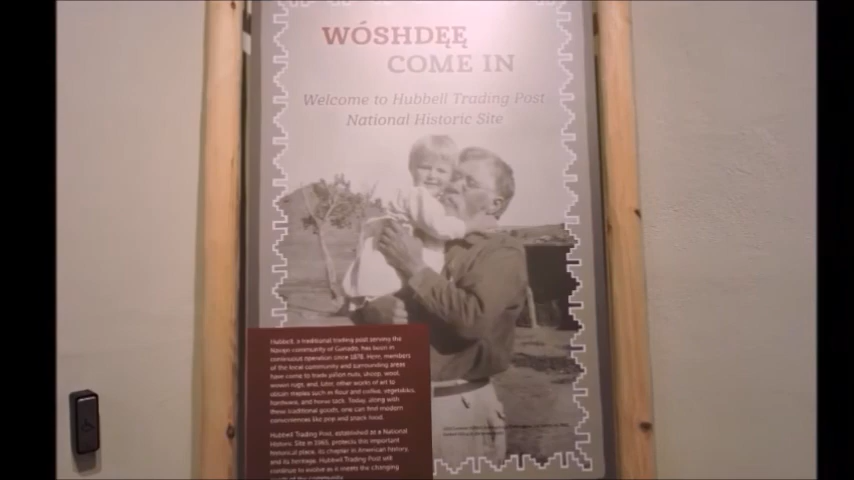 WÓSHDĘĘ
COME IN
Welcome to Hubbell Trading Post
National Historic Site
Hubbell, a traditional trading post serving the
Navajo community of Ganado, has been in
continuous operation since 1878. Here, members
of the local community and surrounding areas
have come to trade piñon nuts, sheep, wool,
woven rugs, and, later, other works of art to
obtain staples such as flour and coffee, vegetables,
hardware, and horse tack. Today, along with
these traditional goods, one can find modern
conveniences like pop and snack food.
Hubbell Trading Post, established as a National
Historic Site in 1965, protects this important
historical place, its chapter in American history,
and its heritage. Hubbell Trading Post will
continue to evolve as it meets the changing